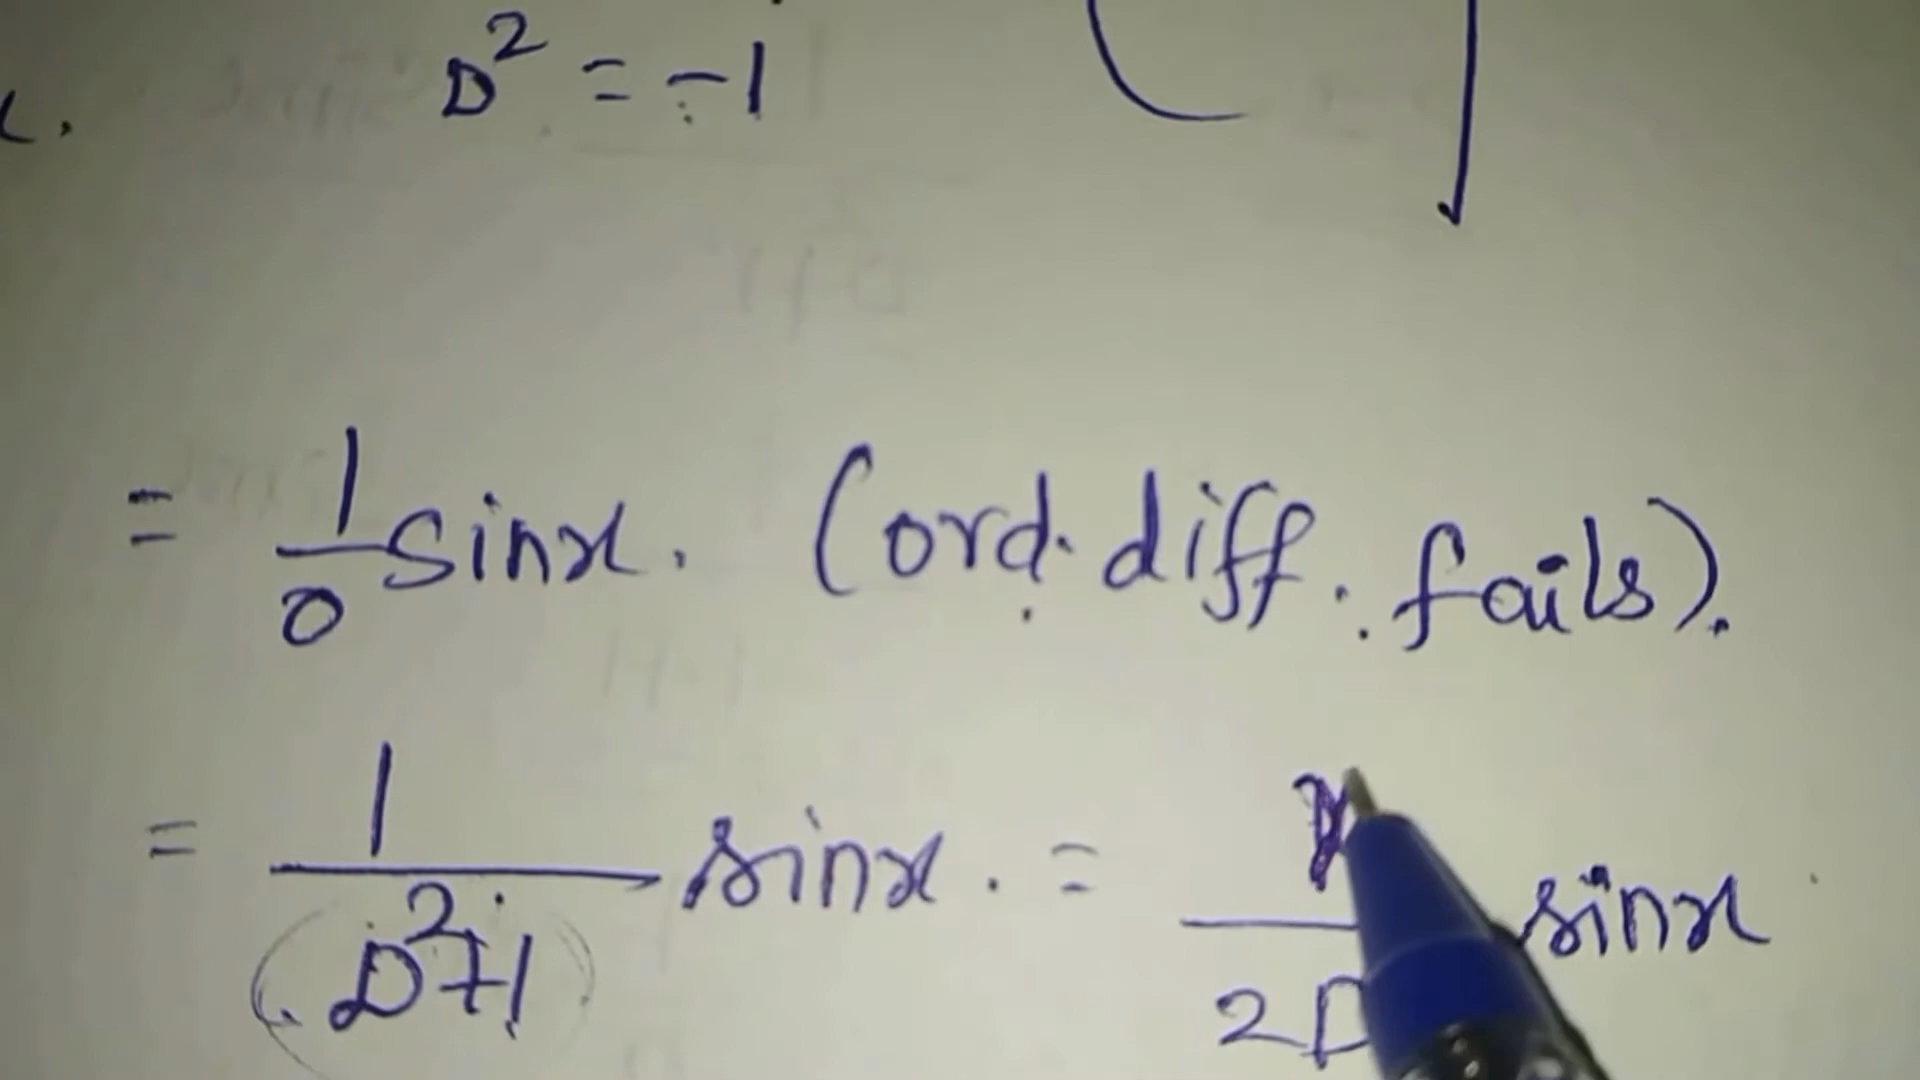 D² = -1
= 1/0 sinx. (ord. diff. fails).
= 1/(D²+1) sinx. = x/2D sinx